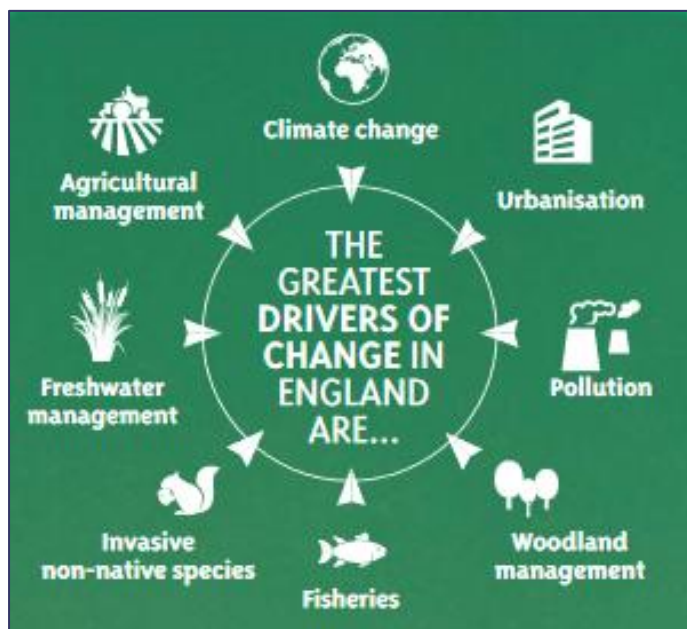 Climate change
Agricultural
management
Urbanisation
THE
GREATEST
DRIVERS OF
CHANGE IN
ENGLAND
ARE...
Freshwater
management
Pollution
Invasive
non-native species
Fisheries
Woodland
management